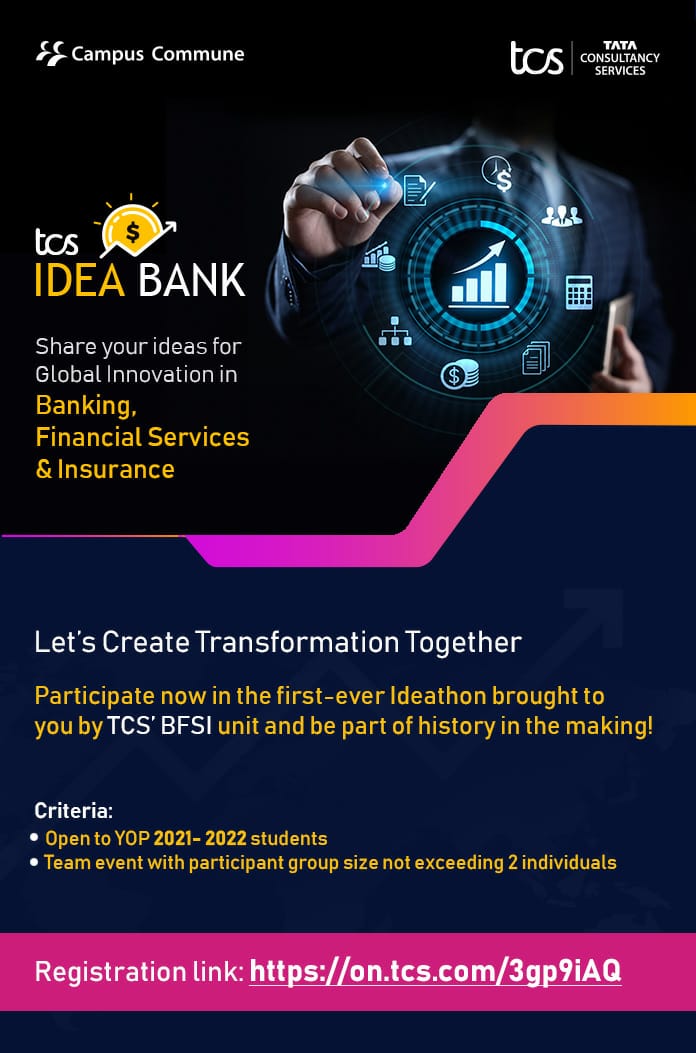 Campus Commune
tcs
TATA
CONSULTANCY
SERVICES
tcs
$
IDEA BANK
$
$
Share your ideas for
Global Innovation in
Banking,
Financial Services
& Insurance
Let's Create Transformation Together
Participate now in the first-ever Ideathon brought to
you by TCS' BFSI unit and be part of history in the making!
Criteria:
• Open to YOP 2021- 2022 students
• Team event with participant group size not exceeding 2 individuals
Registration link: https://on.tcs.com/3gp9iAQ